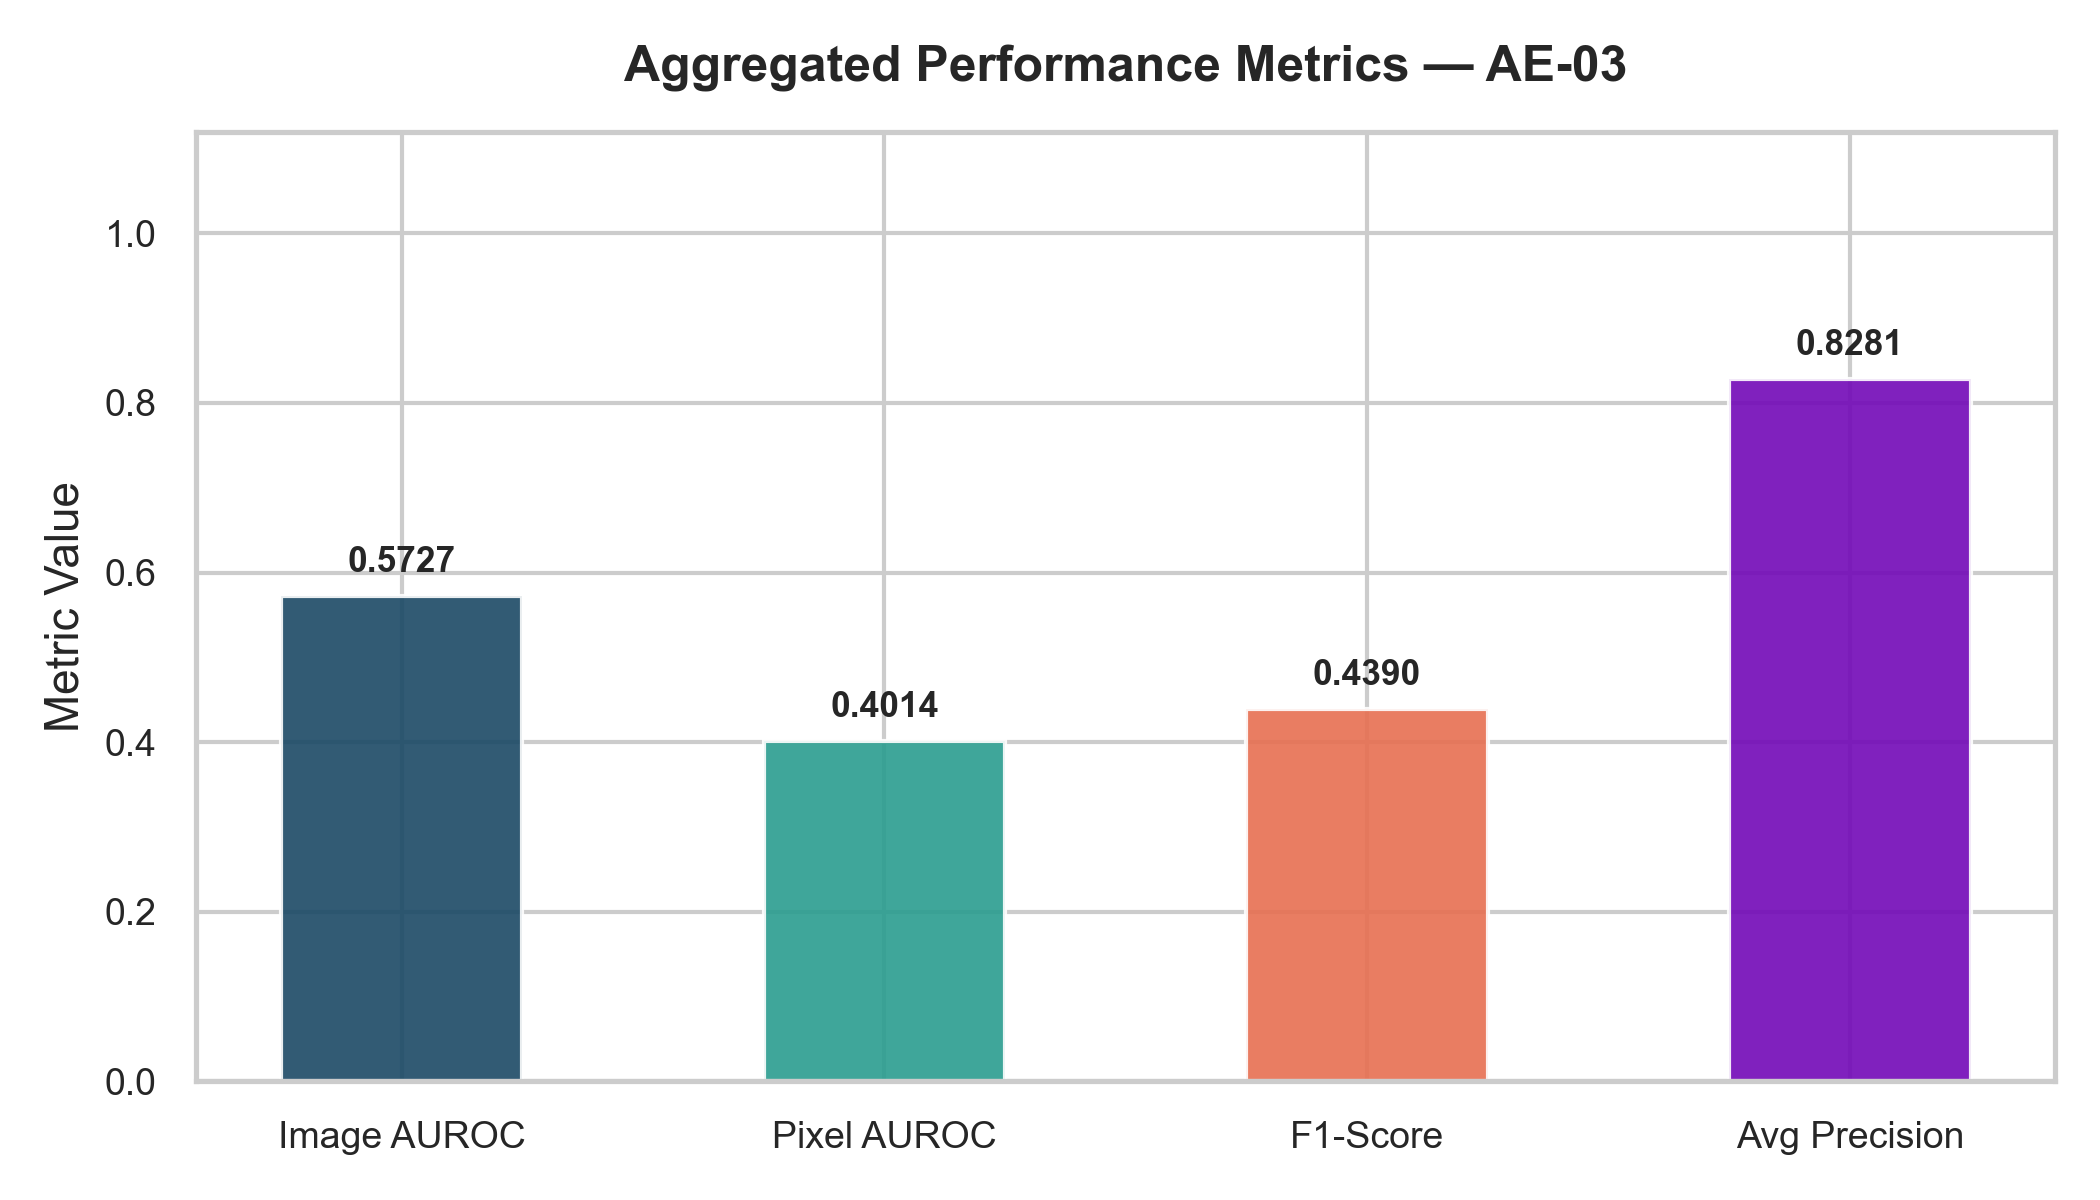 Aggregated Performance Metrics — AE-03
Metric Value
1.0
0.8
0.6
0.4
0.2
0.0
0.5727
0.4014
0.4390
0.8281
Image AUROC
Pixel AUROC
F1-Score
Avg Precision